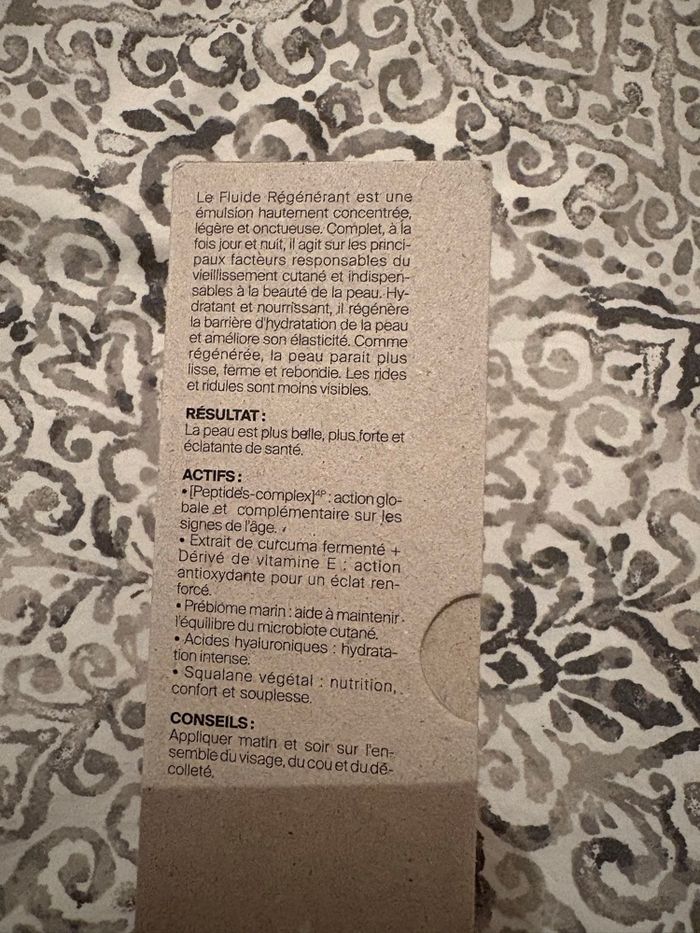 Le Fluide Régénérant est une
émulsion hautement concentrée,
légère et onctueuse. Complet, à la
fois jour et nuit, il agit sur les princi-
paux facteurs responsables du
vieillissement cutané et indispen-
sables à la beauté de la peau. Hy-
dratant et nourrissant, il régénère
la barrière d'hydratation de la peau
et améliore son élasticité. Comme
régénérée, la peau parait plus
lisse, ferme et rebondie. Les rides
et ridules sont moins visibles.
RÉSULTAT :
La peau est plus belle, plus forte et
éclatante de santé.
ACTIFS :
• [Peptides-complex]⁴ᴾ : action glo-
bale et complémentaire sur les
signes de l'âge.
• Extrait de curcuma fermenté +
Dérivé de vitamine E : action
antioxydante pour un éclat ren-
forcé.
• Prébiome marin : aide à maintenir
l'équilibre du microbiote cutané.
• Acides hyaluroniques : hydrata-
tion intense.
• Squalane végétal : nutrition,
confort et souplesse.
CONSEILS :
Appliquer matin et soir sur l'en-
semble du visage, du cou et du dé-
colleté.